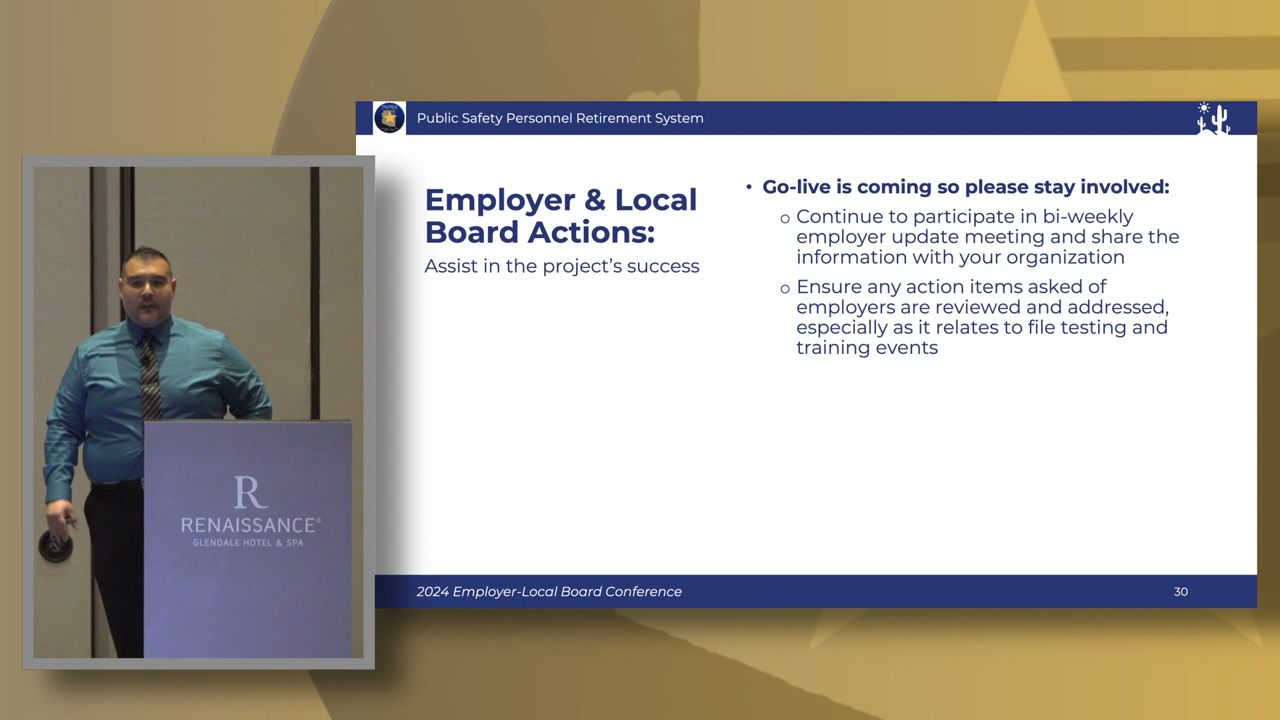 Public Safety Personnel Retirement System
Employer & Local
Board Actions:
Assist in the project's success
• Go-live is coming so please stay involved:
o Continue to participate in bi-weekly
employer update meeting and share the
information with your organization
o Ensure any action items asked of
employers are reviewed and addressed,
especially as it relates to file testing and
training events
R
RENAISSANCE®
GLENDALE HOTEL & SPA
2024 Employer-Local Board Conference
30